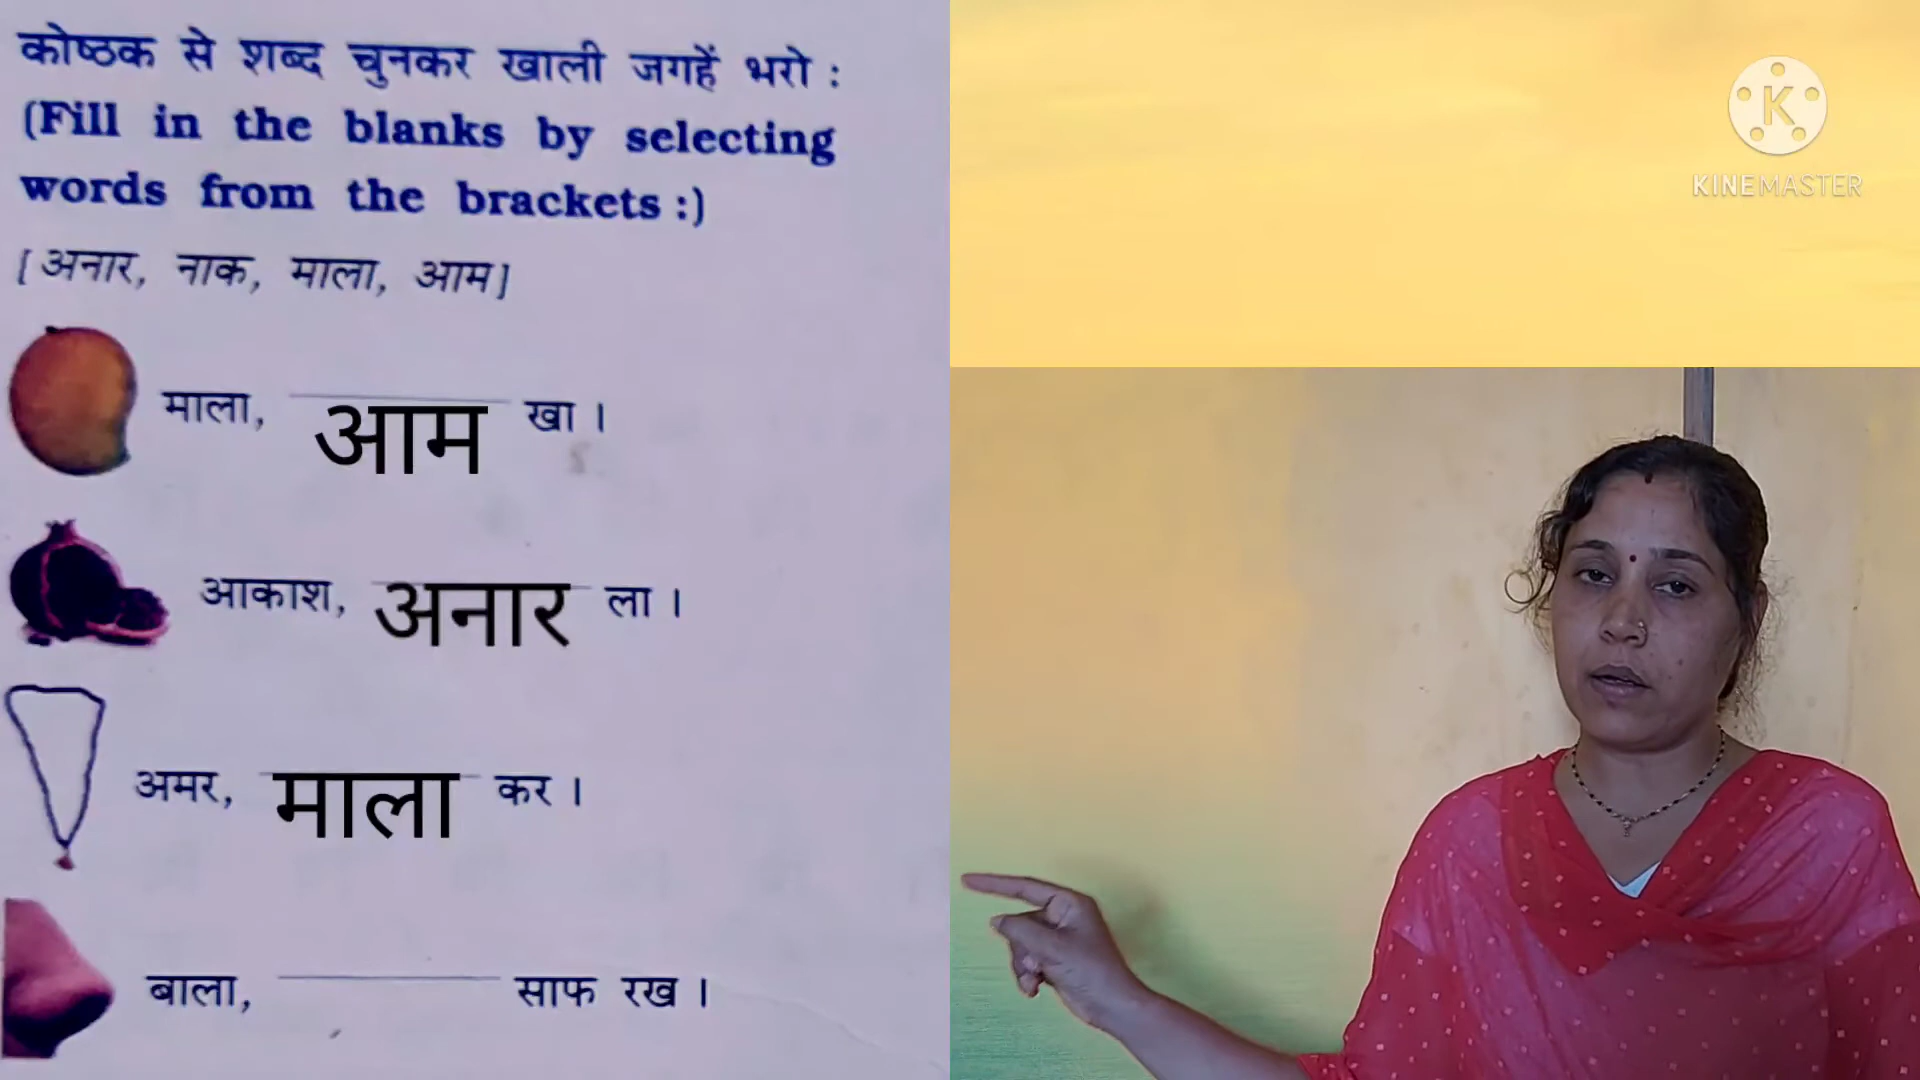 कोष्ठक से शब्द चुनकर खाली जगहें भरो :
(Fill in the blanks by selecting
words from the brackets :)
[अनार, नाक, माला, आम]
माला, आम खा ।
आकाश, अनार ला ।
अमर, माला कर ।
बाला, ________ साफ रख ।
K
KINEMASTER